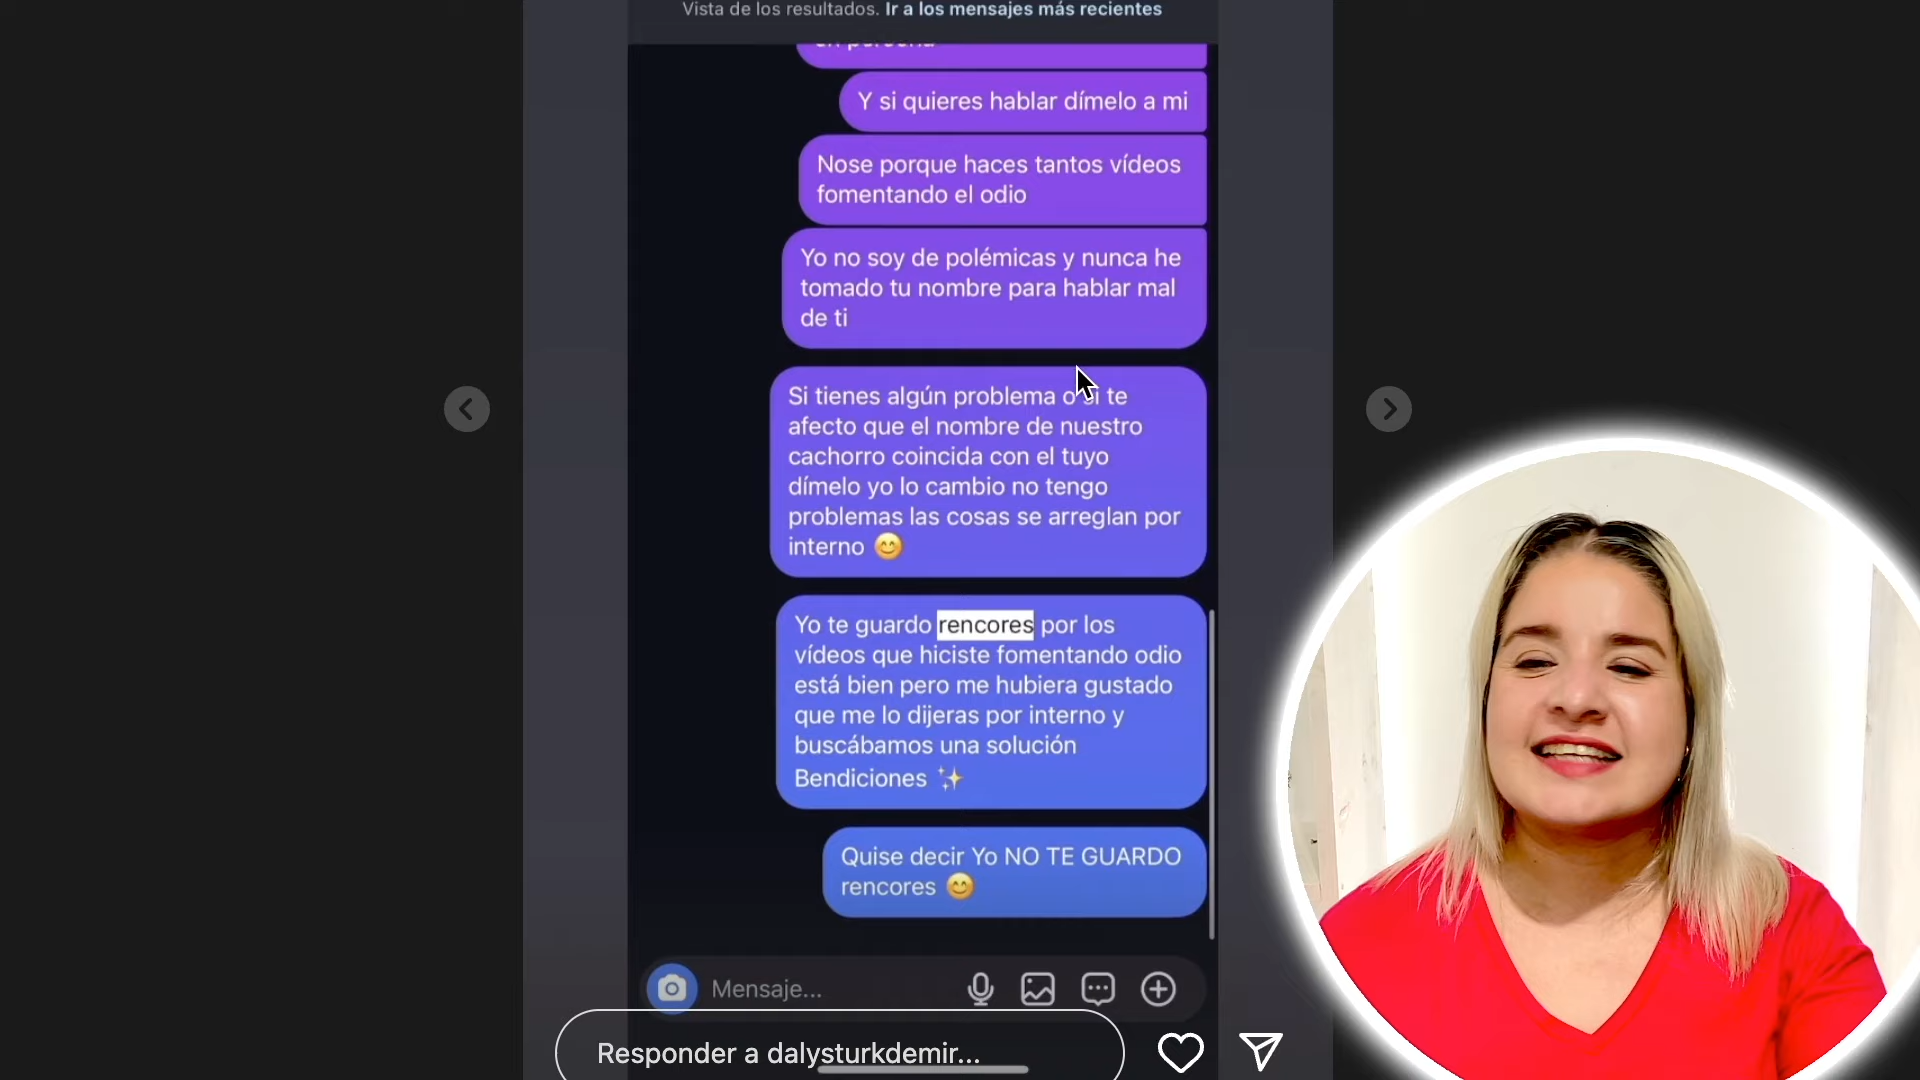 Vista de los resultados. Ir a los mensajes más recientes
Y si quieres hablar dímelo a mi
Nose porque haces tantos vídeos
fomentando el odio
Yo no soy de polémicas y nunca he
tomado tu nombre para hablar mal
de ti
Si tienes algún problema o si te
afecto que el nombre de nuestro
cachorro coincida con el tuyo
dímelo yo lo cambio no tengo
problemas las cosas se arreglan por
interno 😊
Yo te guardo rencores por los
vídeos que hiciste fomentando odio
está bien pero me hubiera gustado
que me lo dijeras por interno y
buscábamos una solución
Bendiciones ✨
Quise decir Yo NO TE GUARDO
rencores 😊
Mensaje...
Responder a dalysturkdemir...